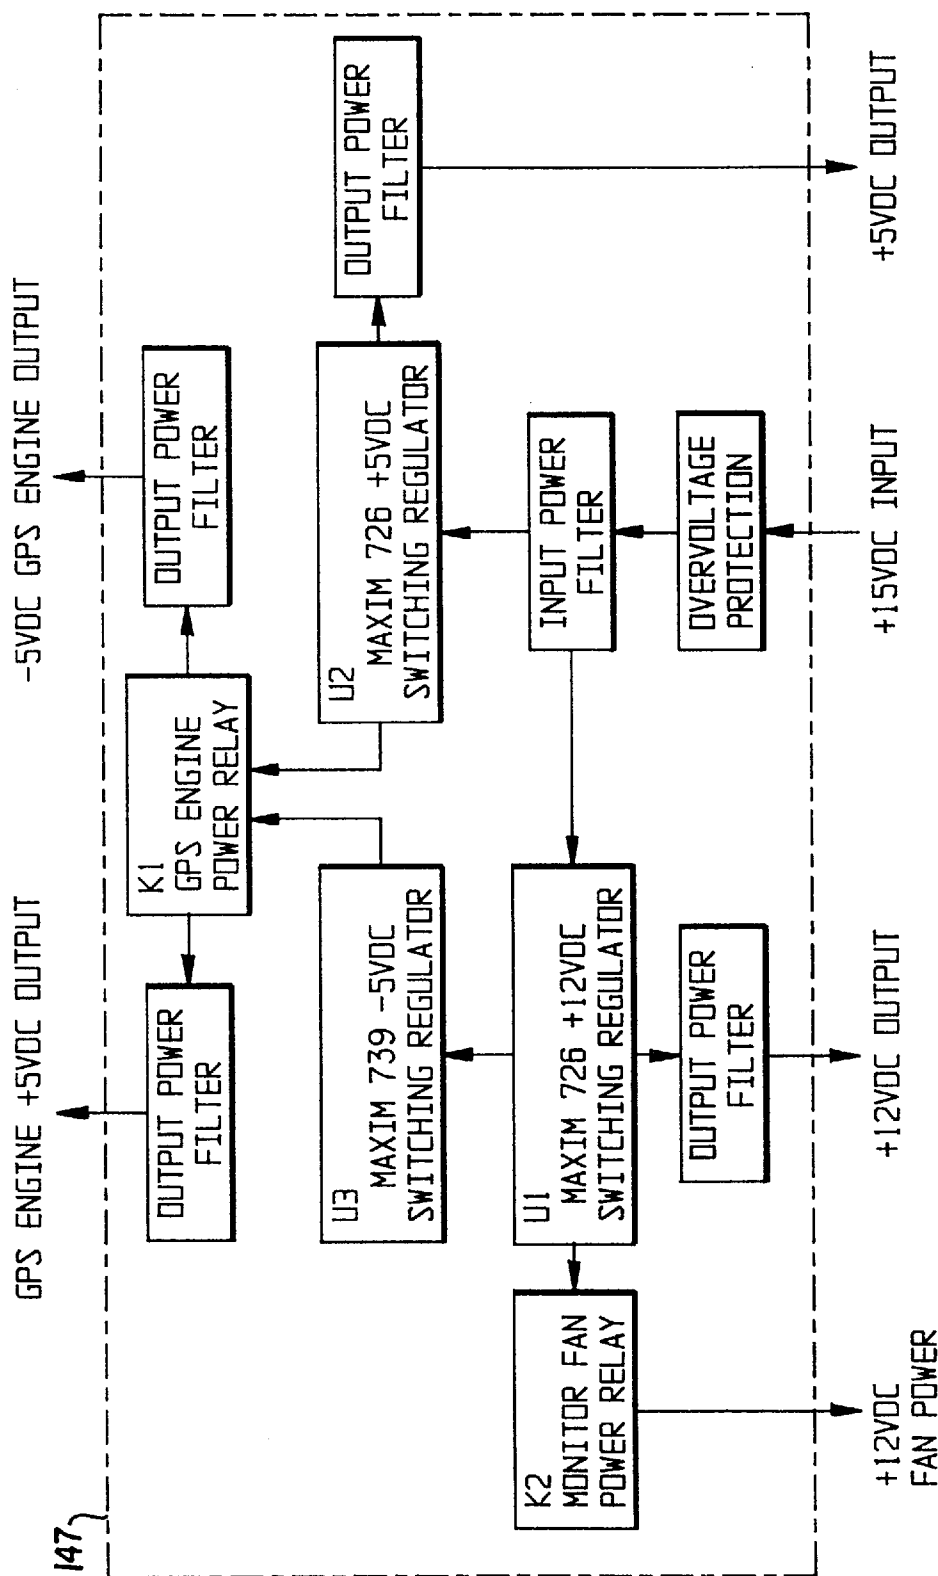 147
GPS ENGINE +5VDC OUTPUT
-5VDC GPS ENGINE OUTPUT
OUTPUT POWER
FILTER
K1
GPS ENGINE
POWER RELAY
OUTPUT POWER
FILTER
U3
MAXIM 739 -5VDC
SWITCHING REGULATOR
U2
MAXIM 726 +5VDC
SWITCHING REGULATOR
OUTPUT POWER
FILTER
K2
MONITOR FAN
POWER RELAY
U1
MAXIM 726 +12VDC
SWITCHING REGULATOR
INPUT POWER
FILTER
OUTPUT POWER
FILTER
OVERVOLTAGE
PROTECTION
+12VDC
FAN POWER
+12VDC OUTPUT
+15VDC INPUT
+5VDC OUTPUT